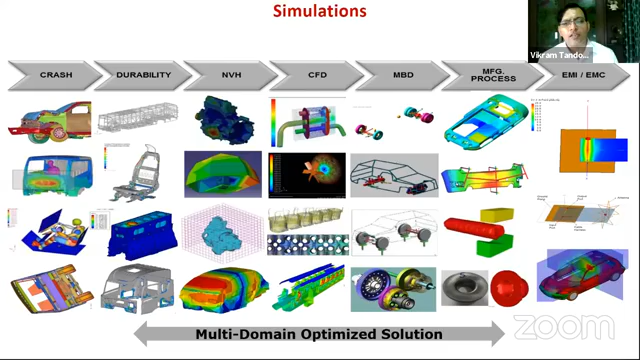 Simulations
Vikram Tando...
CRASH
DURABILITY
NVH
CFD
MBD
MFG.
PROCESS
EMI / EMC
Multi-Domain Optimized Solution
zoom